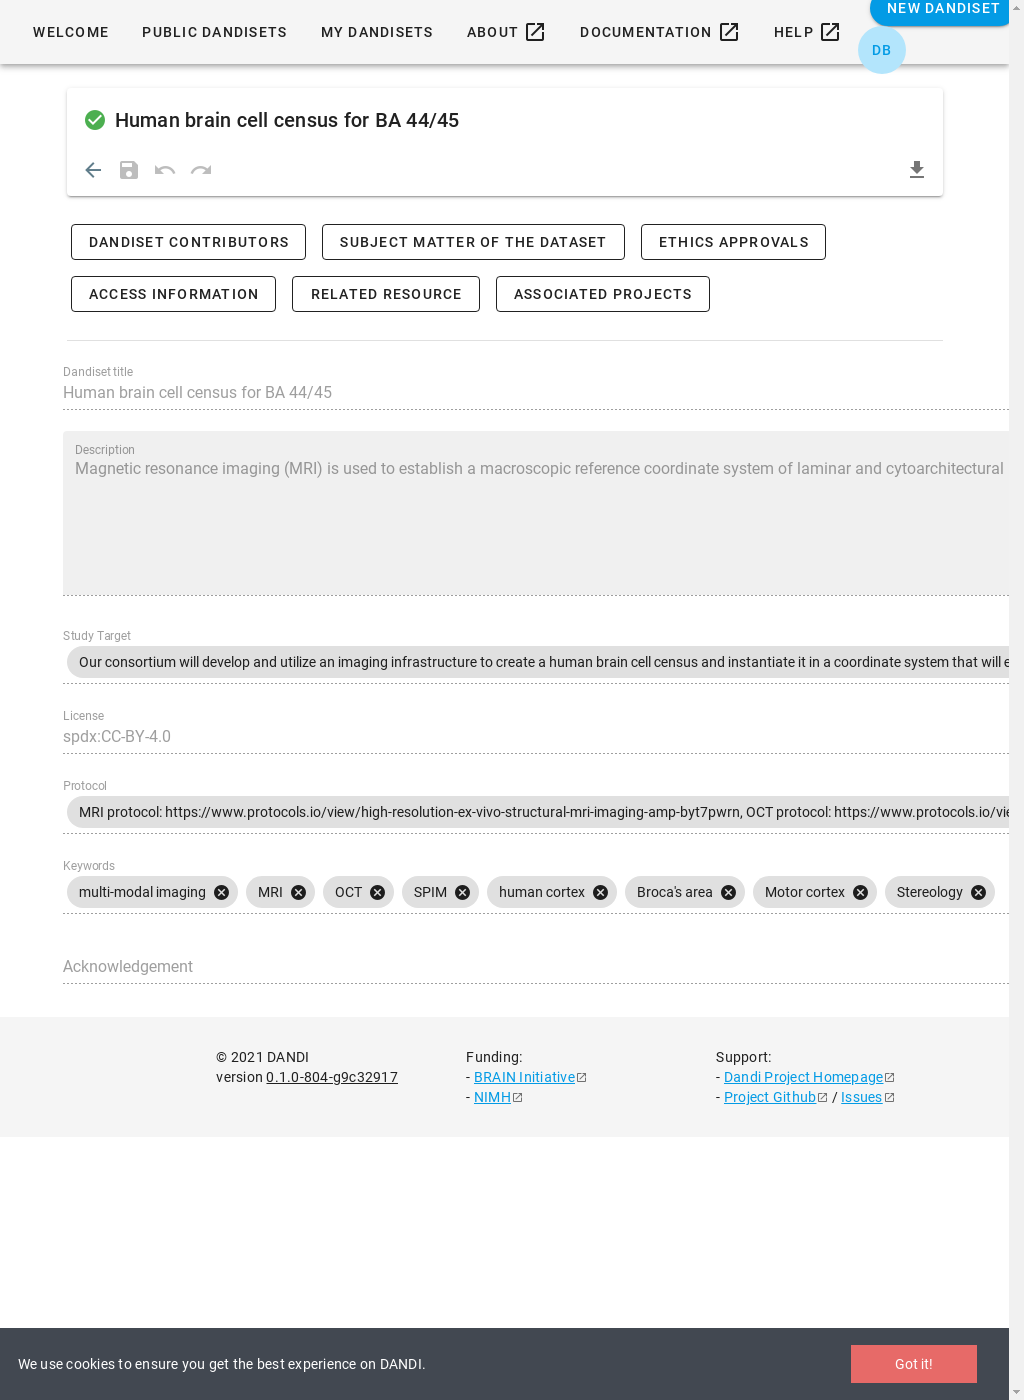 WELCOME PUBLIC DANDISETS MY DANDISETS ABOUT DOCUMENTATION HELP NEW DANDISET
DB
Human brain cell census for BA 44/45
DANDISET CONTRIBUTORS SUBJECT MATTER OF THE DATASET ETHICS APPROVALS
ACCESS INFORMATION RELATED RESOURCE ASSOCIATED PROJECTS
Dandiset title
Human brain cell census for BA 44/45
Description
Magnetic resonance imaging (MRI) is used to establish a macroscopic reference coordinate system of laminar and cytoarchitectural
Study Target
Our consortium will develop and utilize an imaging infrastructure to create a human brain cell census and instantiate it in a coordinate system that will
License
spdx:CC-BY-4.0
Protocol
MRI protocol: https://www.protocols.io/view/high-resolution-ex-vivo-structural-mri-imaging-amp-byt7pwrn, OCT protocol: https://www.protocols.io/vie
Keywords
multi-modal imaging MRI OCT SPIM human cortex Broca's area Motor cortex Stereology
Acknowledgement
© 2021 DANDI Funding: Support:
version 0.1.0-804-g9c32917 - BRAIN Initiative - Dandi Project Homepage
- NIMH - Project Github / Issues
We use cookies to ensure you get the best experience on DANDI. Got it!